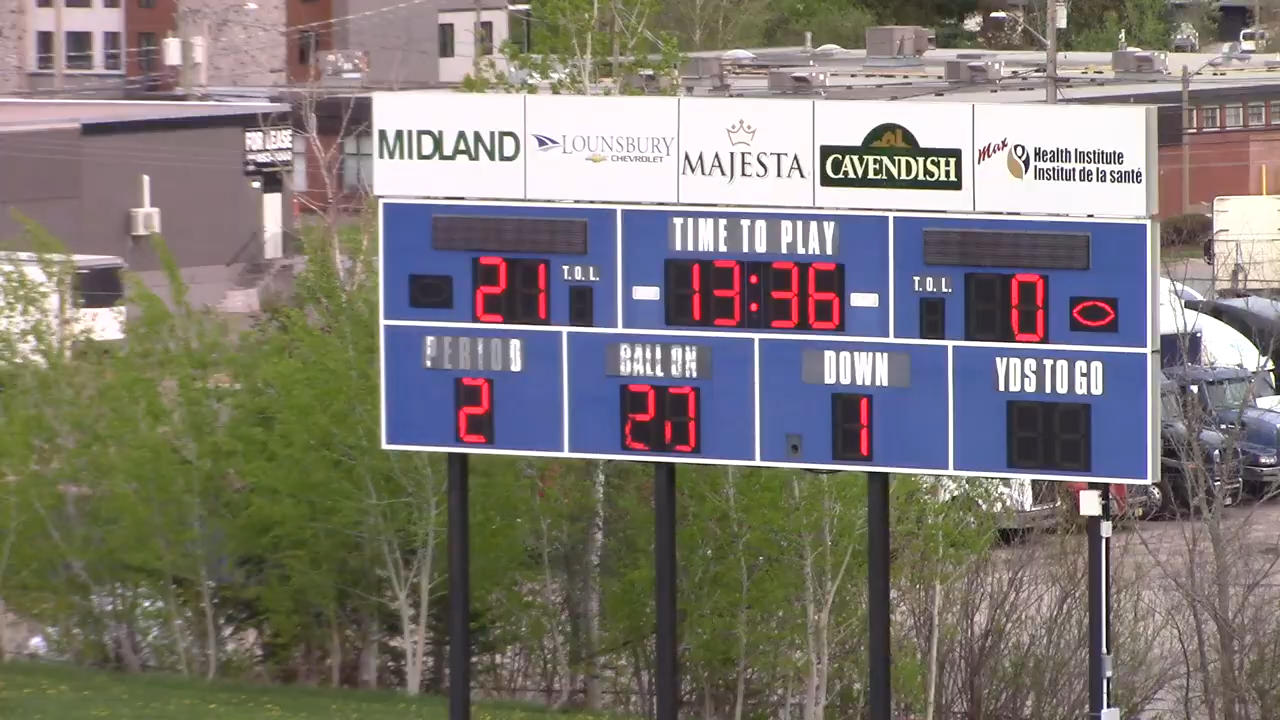 FOR LEASE
MIDLAND
LOUNSBURY
CHEVROLET
MAJESTA
CAVENDISH
Max
Health Institute
Institut de la santé
TIME TO PLAY
21
T.O.L.
13:36
T.O.L.
0
PERIOD
BALL ON
DOWN
YDS TO GO
2
27
1